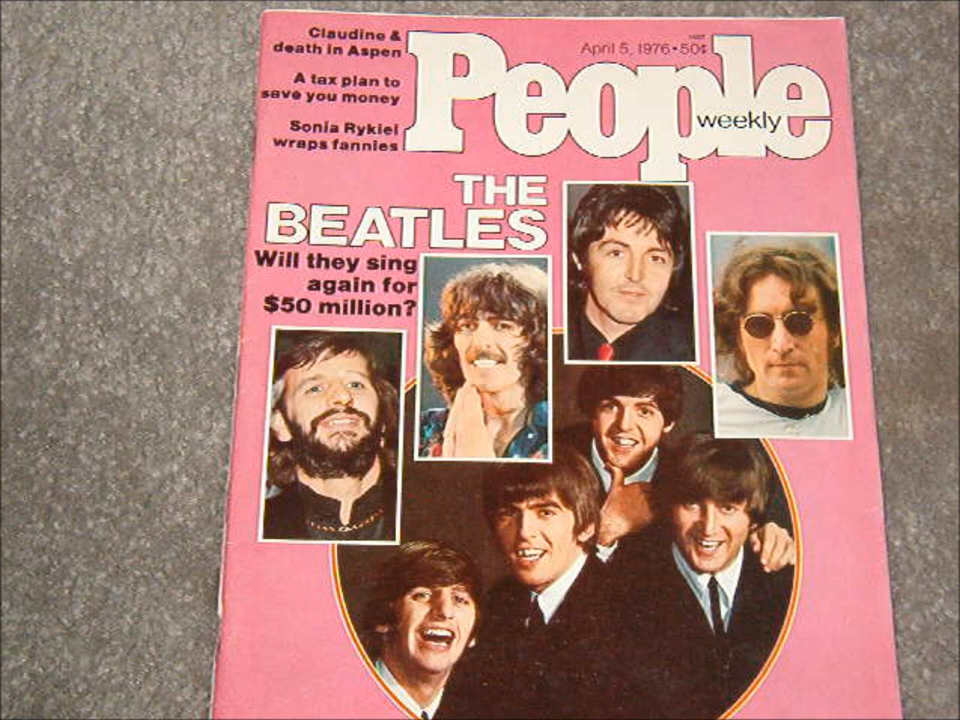 Claudine &
death in Aspen
A tax plan to
save you money
Sonia Rykiel
wraps fannies
April 5, 1976 • 50¢
People
weekly
THE
BEATLES
Will they sing
again for
$50 million?